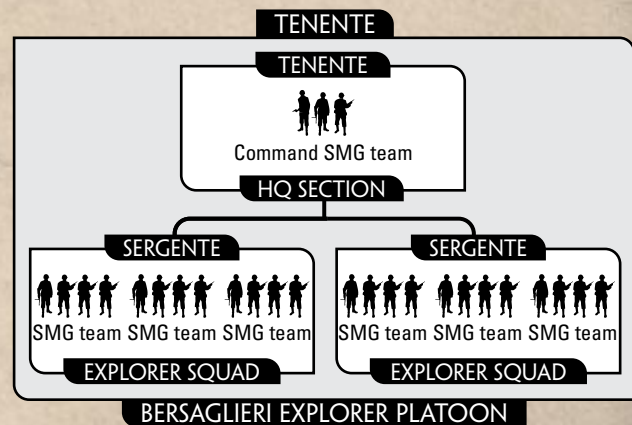 TENENTE
TENENTE
Command SMG team
HQ SECTION
SERGENTE
SMG team SMG team SMG team
EXPLORER SQUAD
SERGENTE
SMG team SMG team SMG team
EXPLORER SQUAD
BERSAGLIERI EXPLORER PLATOON